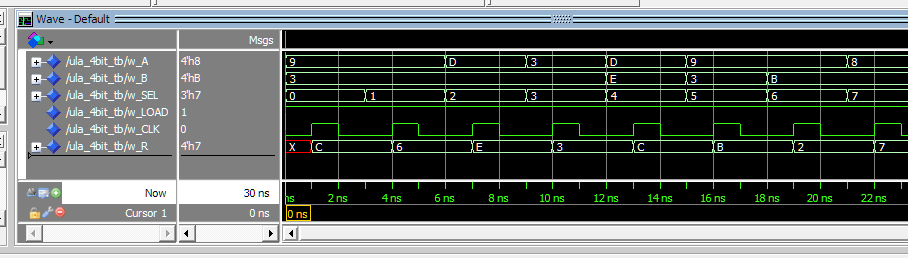 Wave - Default
Msgs
/ula_4bit_tb/w_A 4'h8 9 D 3 D 9 8
/ula_4bit_tb/w_B 4'hB 3 E 3 B
/ula_4bit_tb/w_SEL 3'h7 0 1 2 3 4 5 6 7
/ula_4bit_tb/w_LOAD 1
/ula_4bit_tb/w_CLK 0
/ula_4bit_tb/w_R 4'h7 X C 6 E 3 C B 2 7
Now 30 ns ns 2 ns 4 ns 6 ns 8 ns 10 ns 12 ns 14 ns 16 ns 18 ns 20 ns 22 ns
Cursor 1 0 ns 0 ns